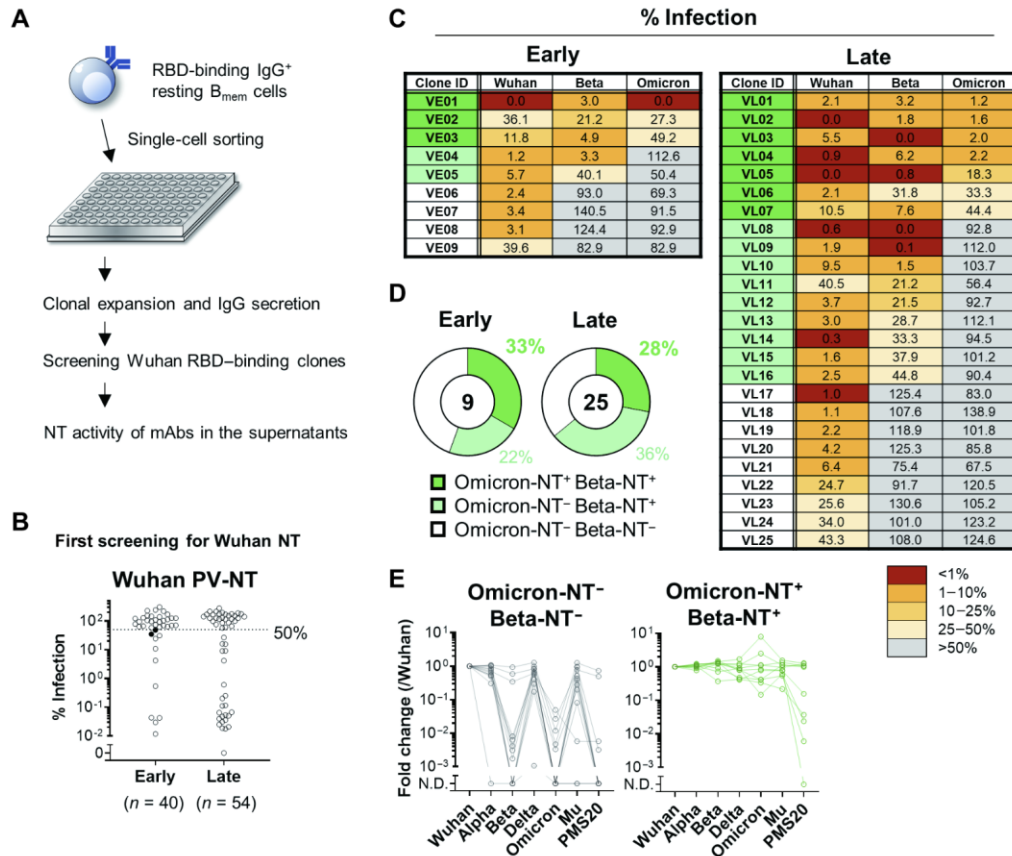 A
RBD-binding IgG+
resting Bmem cells
Single-cell sorting
Clonal expansion and IgG secretion
Screening Wuhan RBD–binding clones
NT activity of mAbs in the supernatants
B
First screening for Wuhan NT
Wuhan PV-NT
% Infection
10²
10¹
10⁰
10⁻¹
10⁻²
0
50%
Early Late
(n = 40) (n = 54)
C
% Infection
Early
Clone ID Wuhan Beta Omicron
VE01 0.0 3.0 0.0
VE02 36.1 21.2 27.3
VE03 11.8 4.9 49.2
VE04 1.2 3.3 112.6
VE05 5.7 40.1 50.4
VE06 2.4 93.0 69.3
VE07 3.4 140.5 91.5
VE08 3.1 124.4 92.9
VE09 39.6 82.9 82.9
Late
Clone ID Wuhan Beta Omicron
VL01 2.1 3.2 1.2
VL02 0.0 1.8 1.6
VL03 5.5 0.0 2.0
VL04 0.9 6.2 2.2
VL05 0.0 0.8 18.3
VL06 2.1 31.8 33.3
VL07 10.5 7.6 44.4
VL08 0.6 0.0 92.8
VL09 1.9 0.1 112.0
VL10 9.5 1.5 103.7
VL11 40.5 21.2 56.4
VL12 3.7 21.5 92.7
VL13 3.0 28.7 112.1
VL14 0.3 33.3 94.5
VL15 1.6 37.9 101.2
VL16 2.5 44.8 90.4
VL17 1.0 125.4 83.0
VL18 1.1 107.6 138.9
VL19 2.2 118.9 101.8
VL20 4.2 125.3 85.8
VL21 6.4 75.4 67.5
VL22 24.7 91.7 120.5
VL23 25.6 130.6 105.2
VL24 34.0 101.0 123.2
VL25 43.3 108.0 124.6
<1%
1–10%
10–25%
25–50%
>50%
D
Early Late
33% 28%
9 25
22% 36%
Omicron-NT+ Beta-NT+
Omicron-NT− Beta-NT+
Omicron-NT− Beta-NT−
E
Omicron-NT−
Beta-NT−
Fold change (/Wuhan)
10¹
10⁰
10⁻¹
10⁻²
10⁻³
N.D.
Wuhan
Alpha
Beta
Delta
Omicron
Mu
PMS20
Omicron-NT+
Beta-NT+
10¹
10⁰
10⁻¹
10⁻²
10⁻³
N.D.
Wuhan
Alpha
Beta
Delta
Omicron
Mu
PMS20